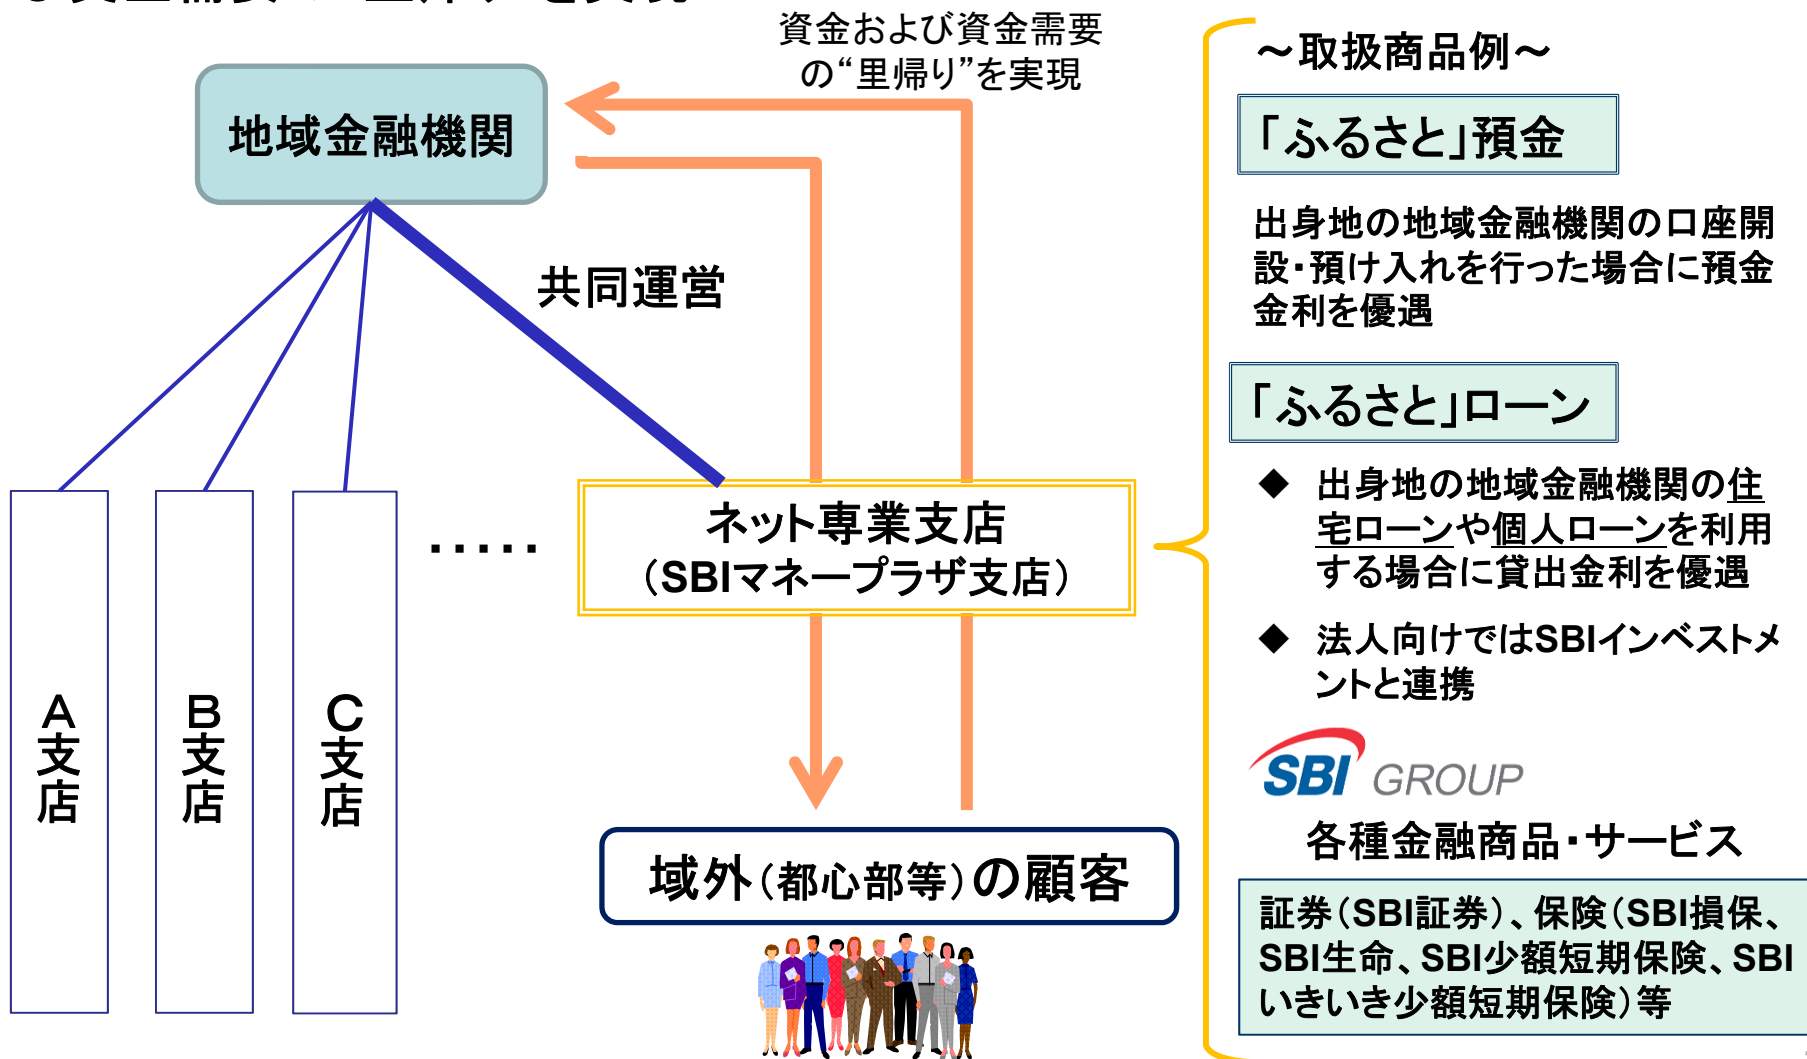 資金および資金需要
の“里帰り”を実現
地域金融機関
共同運営
A支店
B支店
C支店
・・・・・
ネット専業支店
（SBIマネープラザ支店）
域外（都心部等）の顧客
～取扱商品例～
「ふるさと」預金
出身地の地域金融機関の口座開
設・預け入れを行った場合に預金
金利を優遇
「ふるさと」ローン
◆ 出身地の地域金融機関の住
宅ローンや個人ローンを利用
する場合に貸出金利を優遇
◆ 法人向けではSBIインベストメ
ントと連携
SBI GROUP
各種金融商品・サービス
証券（SBI証券）、保険（SBI損保、
SBI生命、SBI少額短期保険、SBI
いきいき少額短期保険）等